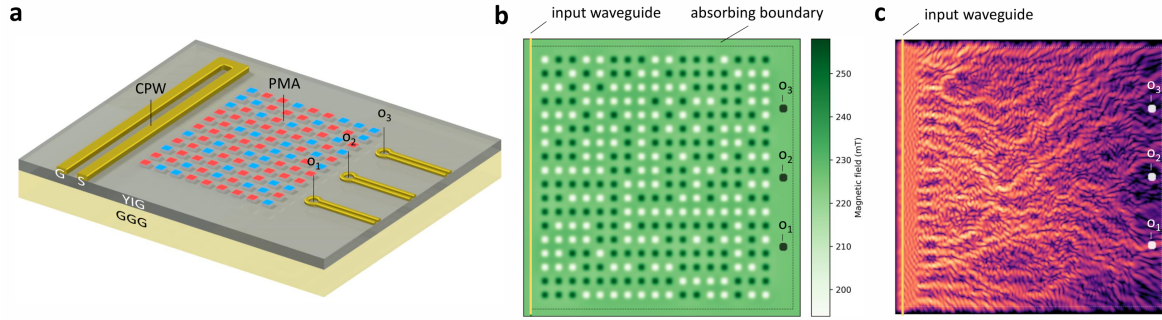 a
CPW
PMA
O3
O2
O1
G S
YIG
GGG
b
input waveguide
absorbing boundary
O3
O2
O1
250
240
230
220
210
200
Magnetic field (mT)
c
input waveguide
O3
O2
O1